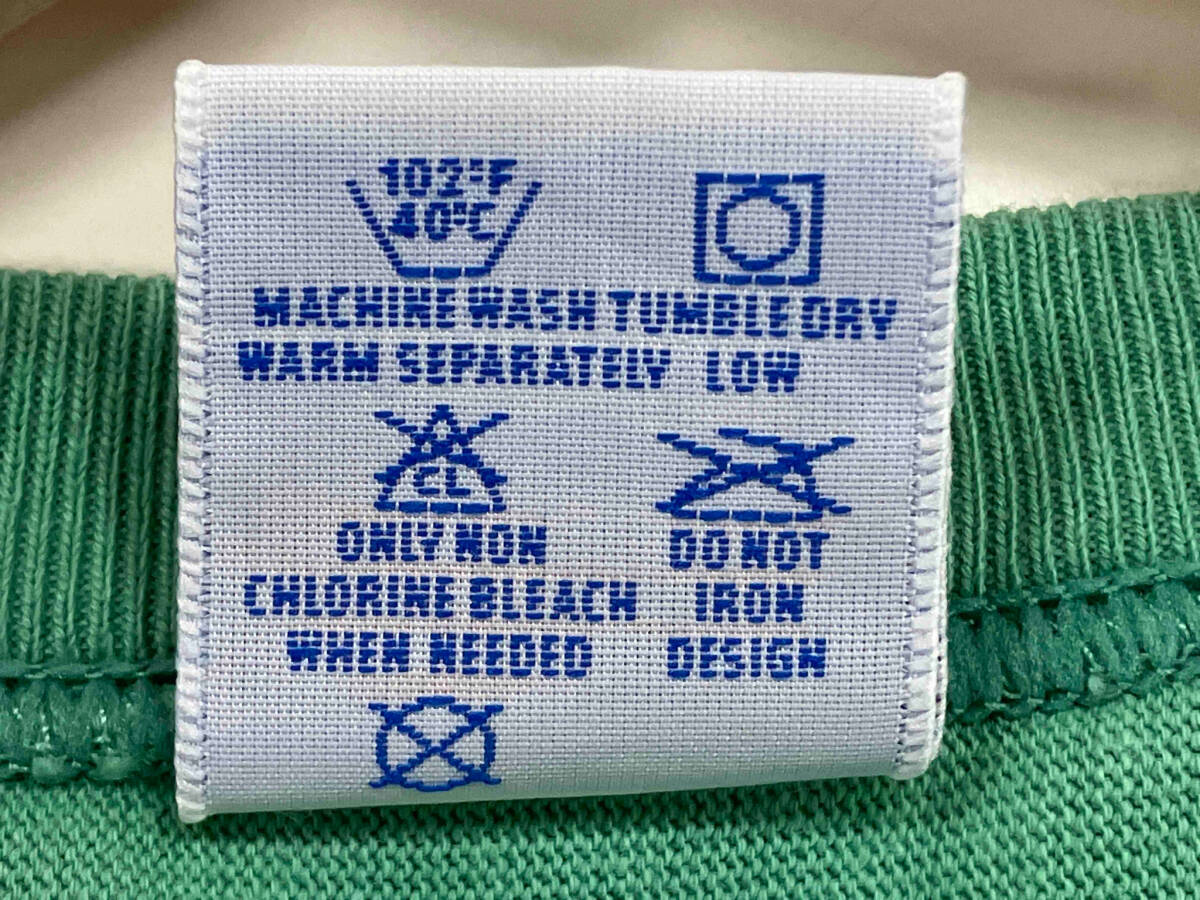 102°F
40°C
MACHINE WASH
WARM SEPARATELY
TUMBLE DRY
LOW
CL
ONLY NON
CHLORINE BLEACH
WHEN NEEDED
DO NOT
IRON
DESIGN